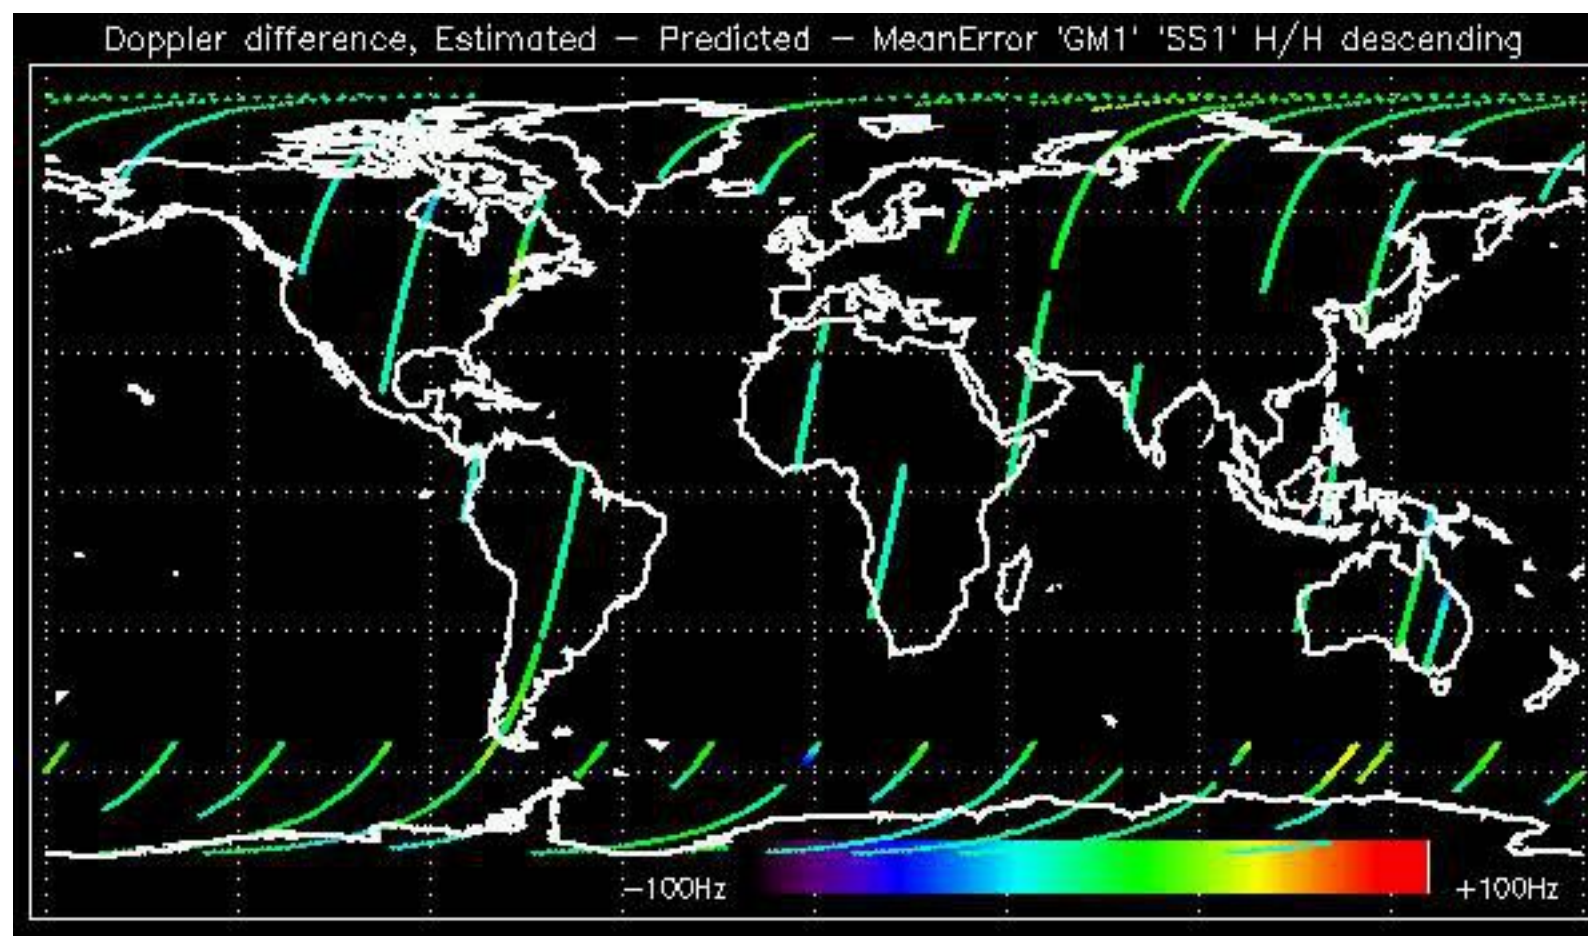 Doppler difference, Estimated – Predicted – MeanError 'GM1' 'SS1' H/H descending
–100Hz +100Hz